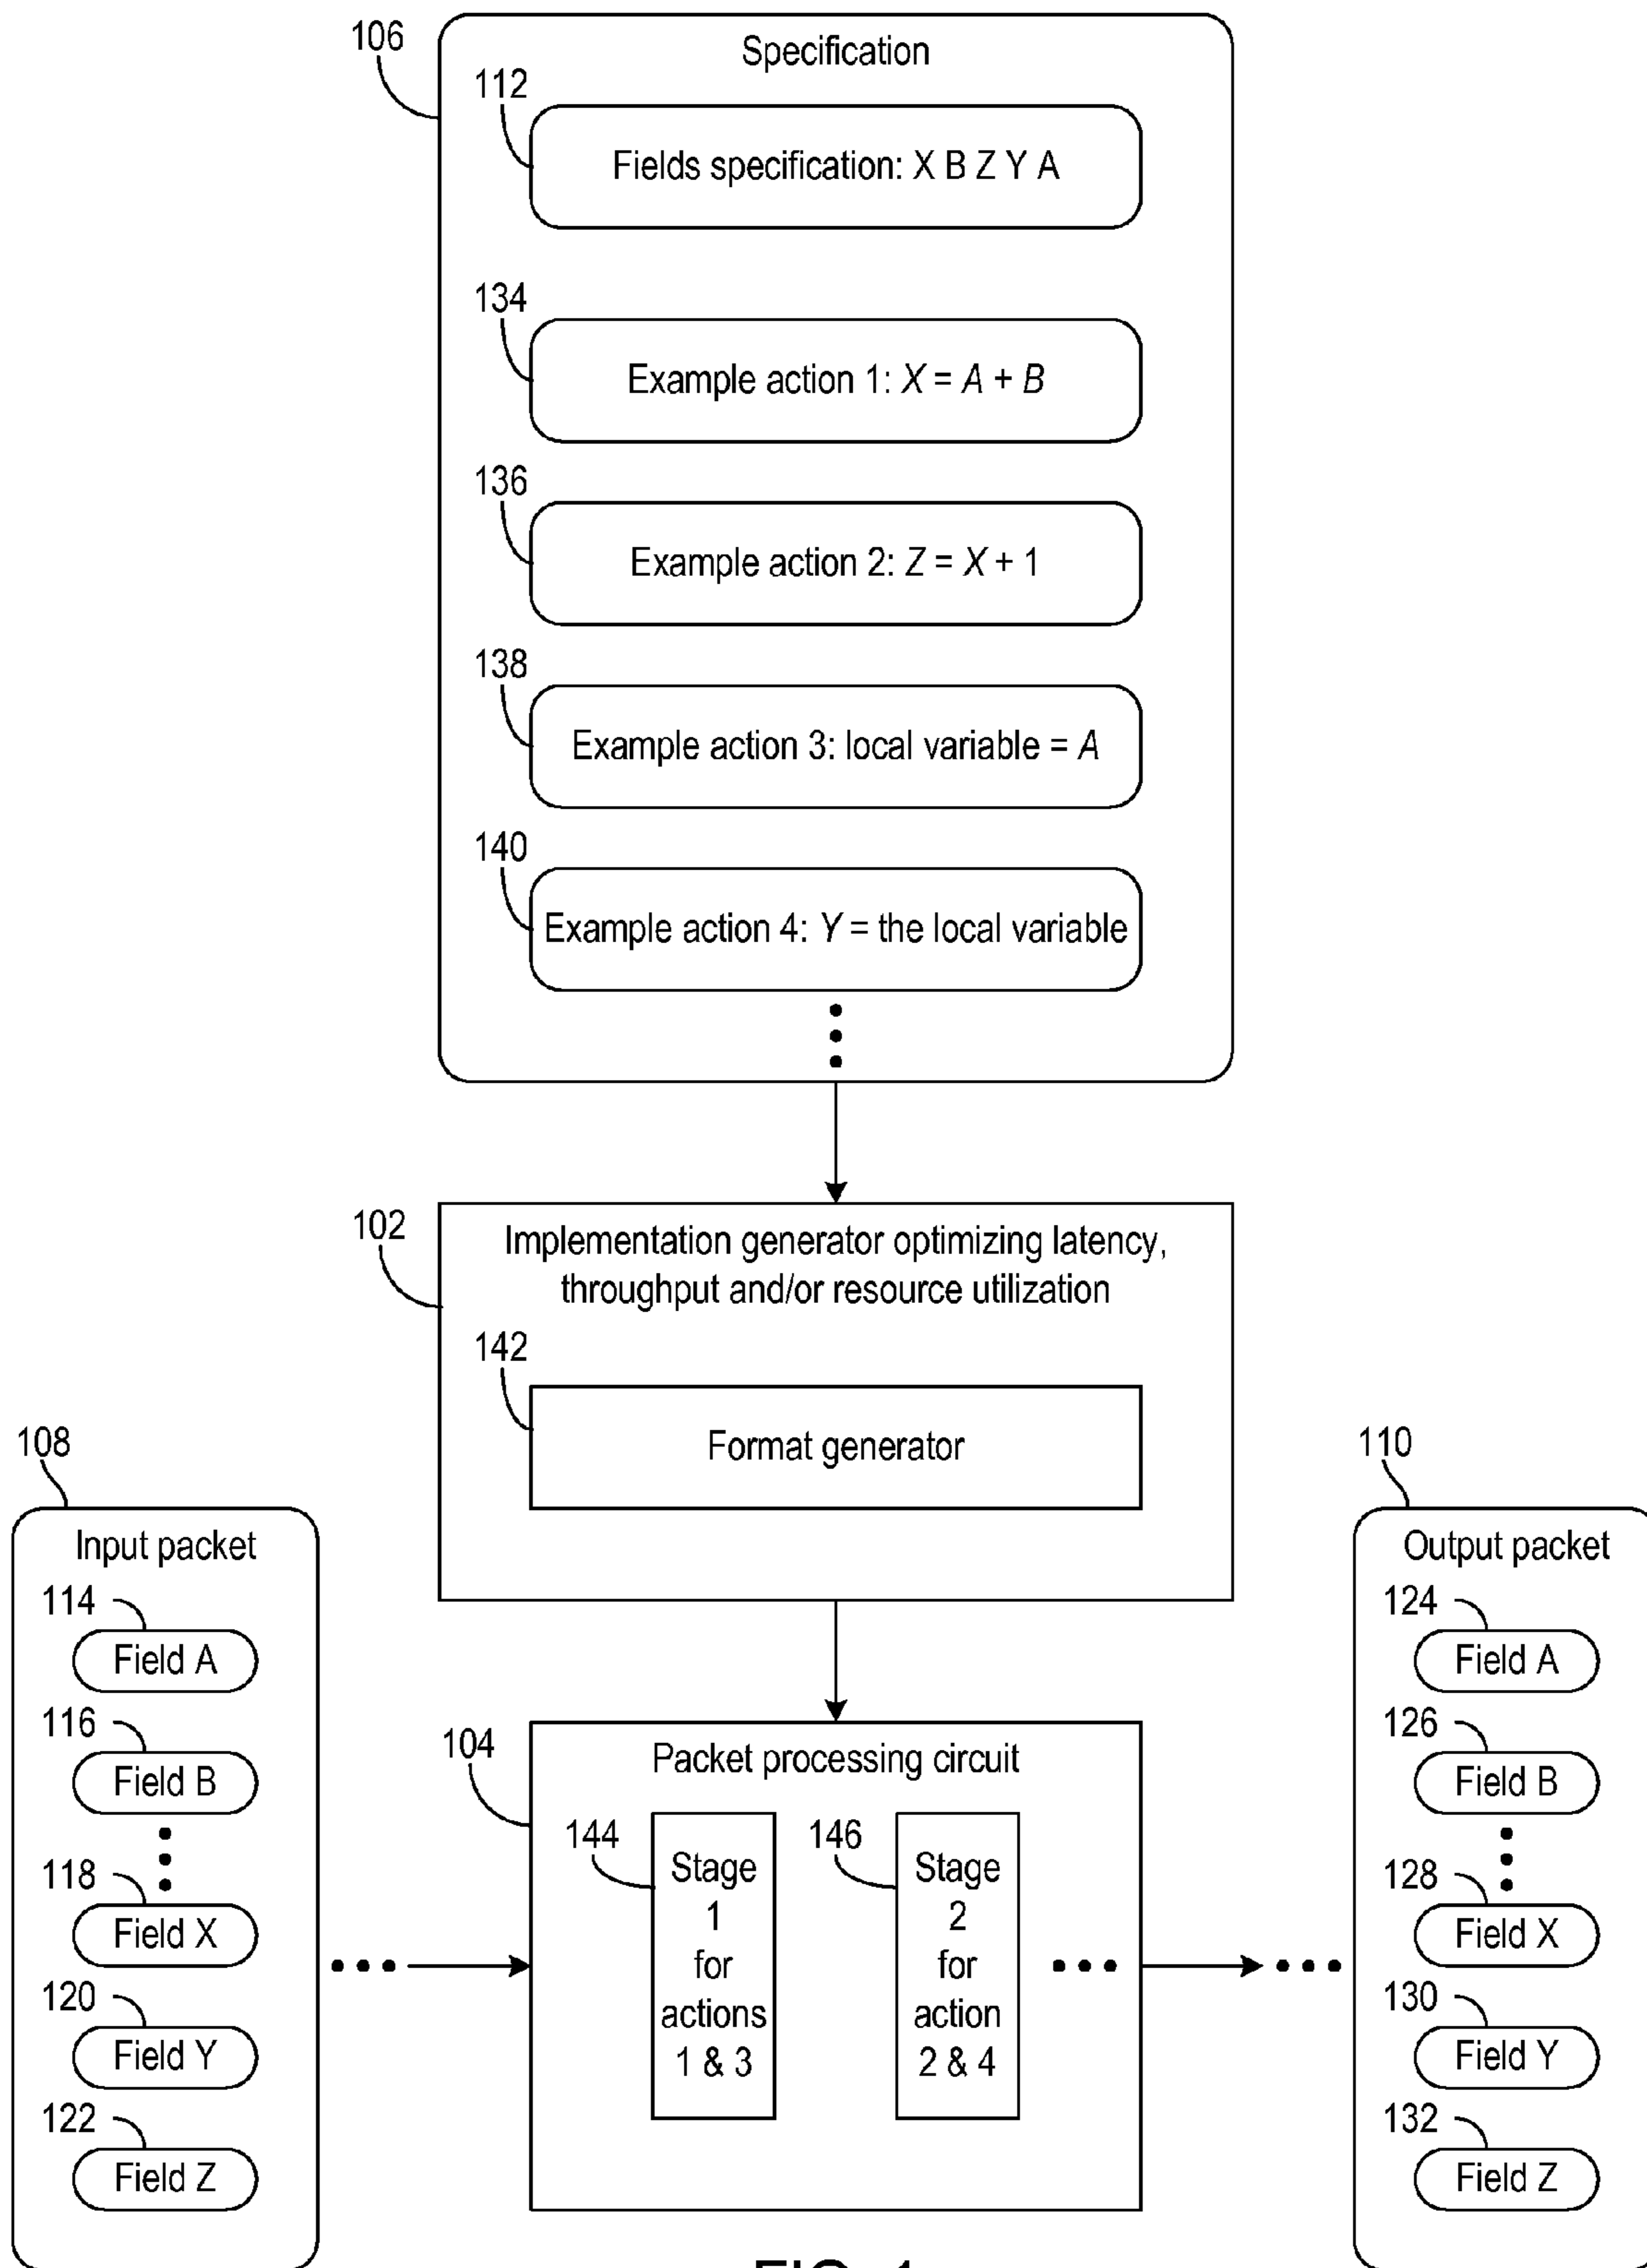 106
Specification
112
Fields specification: X B Z Y A
134
Example action 1: X = A + B
136
Example action 2: Z = X + 1
138
Example action 3: local variable = A
140
Example action 4: Y = the local variable
102
Implementation generator optimizing latency,
throughput and/or resource utilization
142
Format generator
108
Input packet
114
Field A
116
Field B
118
Field X
120
Field Y
122
Field Z
104
Packet processing circuit
144
Stage
1
for
actions
1 & 3
146
Stage
2
for
action
2 & 4
110
Output packet
124
Field A
126
Field B
128
Field X
130
Field Y
132
Field Z
FIG. 1